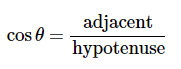 cos θ = adjacent / hypotenuse